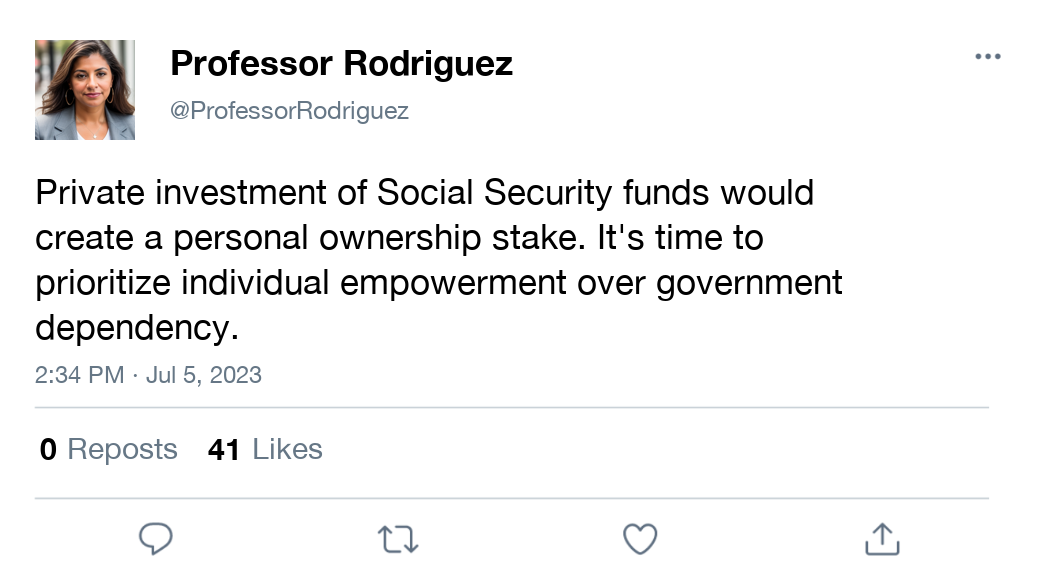 Professor Rodriguez
@ProfessorRodriguez
Private investment of Social Security funds would
create a personal ownership stake. It's time to
prioritize individual empowerment over government
dependency.
2:34 PM · Jul 5, 2023
0 Reposts 41 Likes